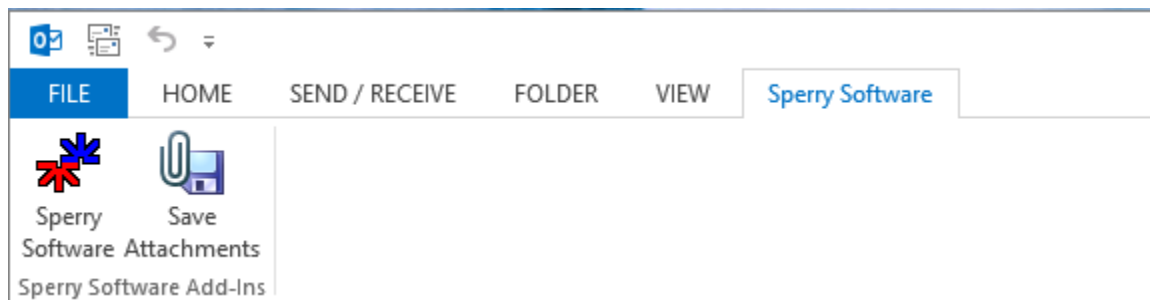 FILE HOME SEND / RECEIVE FOLDER VIEW Sperry Software
Sperry Save
Software Attachments
Sperry Software Add-Ins